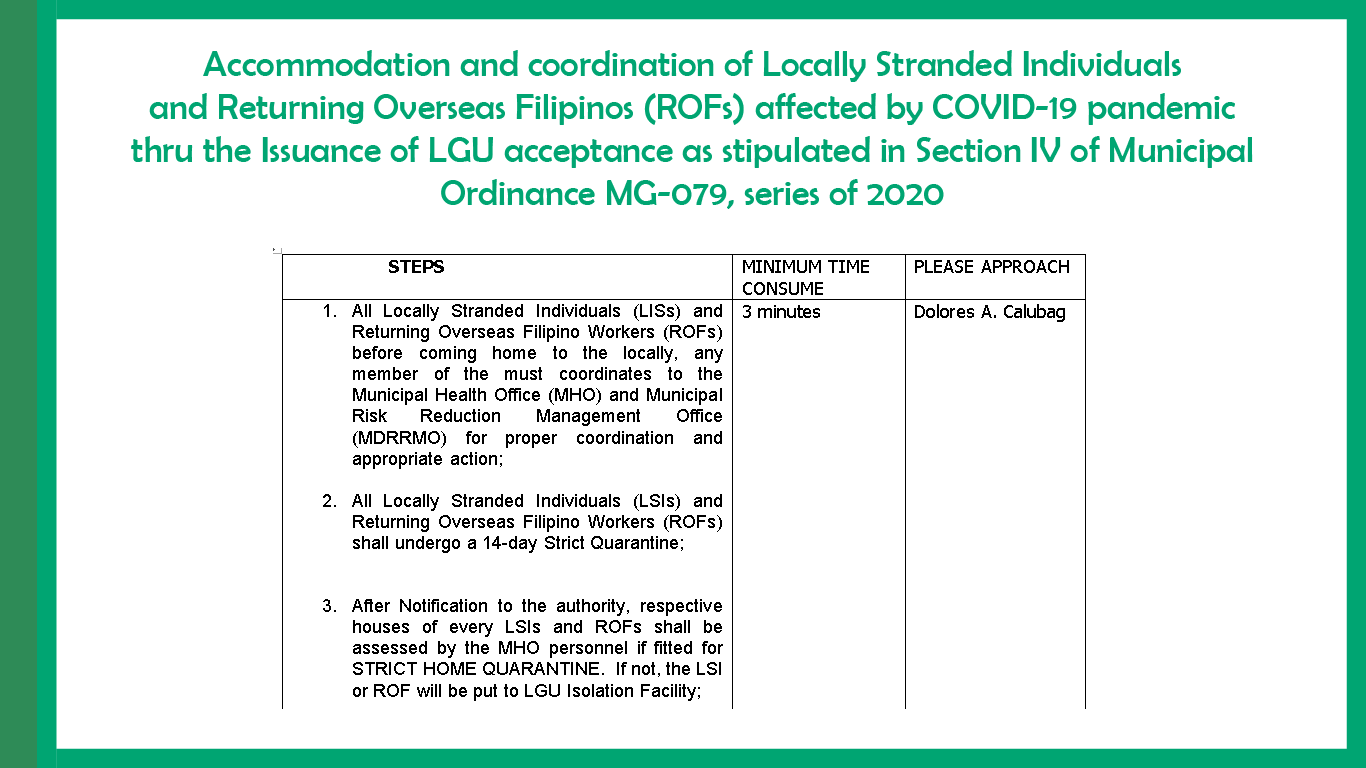 Accommodation and coordination of Locally Stranded Individuals
and Returning Overseas Filipinos (ROFs) affected by COVID-19 pandemic
thru the Issuance of LGU acceptance as stipulated in Section IV of Municipal
Ordinance MG-079, series of 2020
STEPS
MINIMUM TIME
CONSUME
PLEASE APPROACH
1. All Locally Stranded Individuals (LISs) and
Returning Overseas Filipino Workers (ROFs)
before coming home to the locally, any
member of the must coordinates to the
Municipal Health Office (MHO) and Municipal
Risk Reduction Management Office
(MDRRMO) for proper coordination and
appropriate action;
2. All Locally Stranded Individuals (LSIs) and
Returning Overseas Filipino Workers (ROFs)
shall undergo a 14-day Strict Quarantine;
3. After Notification to the authority, respective
houses of every LSIs and ROFs shall be
assessed by the MHO personnel if fitted for
STRICT HOME QUARANTINE. If not, the LSI
or ROF will be put to LGU Isolation Facility;
3 minutes
Dolores A. Calubag